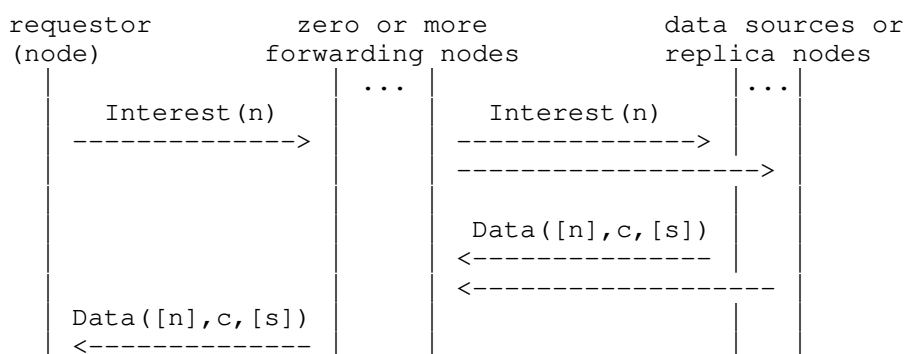 requestor zero or more data sources or
(node) forwarding nodes replica nodes
... ...
Interest(n) Interest(n)
Data([n],c,[s])
Data([n],c,[s])